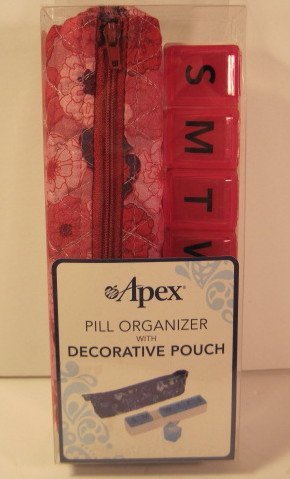 S
M
T
W
Apex®
PILL ORGANIZER
WITH
DECORATIVE POUCH